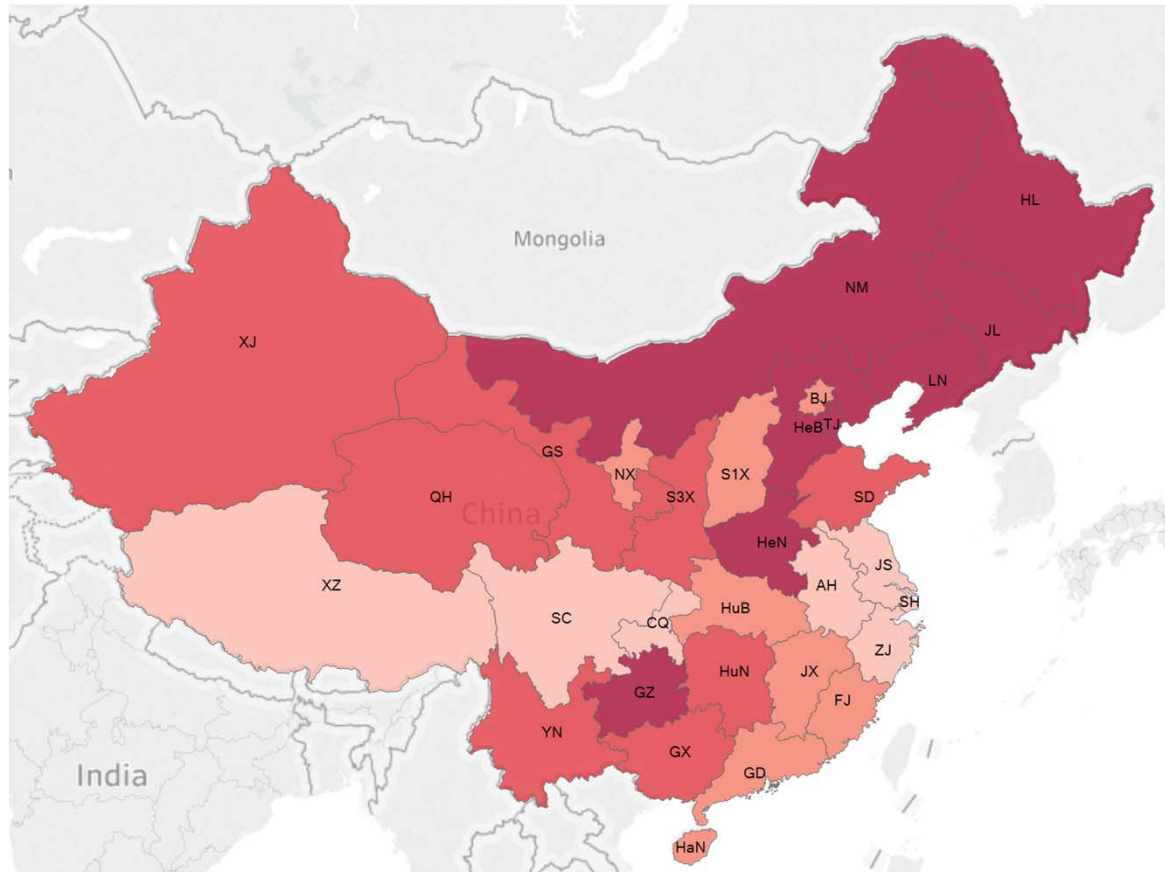 HL
Mongolia
NM
JL
XJ
LN
BJ
HeB
TJ
GS
NX
S1X
S3X
SD
QH
China
HeN
JS
AH
XZ
SH
HuB
SC
CQ
ZJ
HuN
JX
GZ
FJ
YN
GX
GD
India
HaN